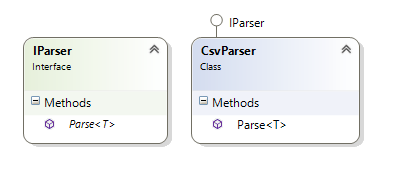 IParser
IParser
Interface
Methods
Parse<T>
CsvParser
Class
Methods
Parse<T>